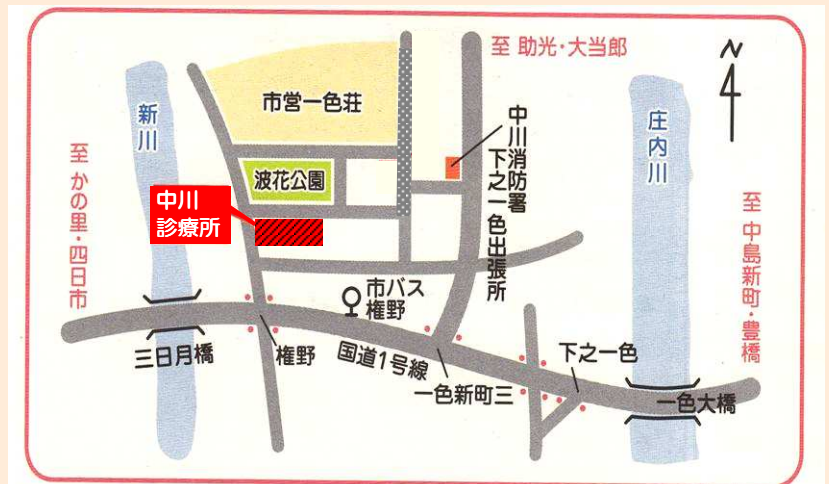 至 助光・大当郎
N
市営一色荘
新川
中川消防署
下之一色出張所
庄内川
至 かの里・四日市
波花公園
中川
診療所
至 中島新町・豊橋
市バス
権野
三日月橋
権野
国道1号線
下之一色
一色新町三
一色大橋